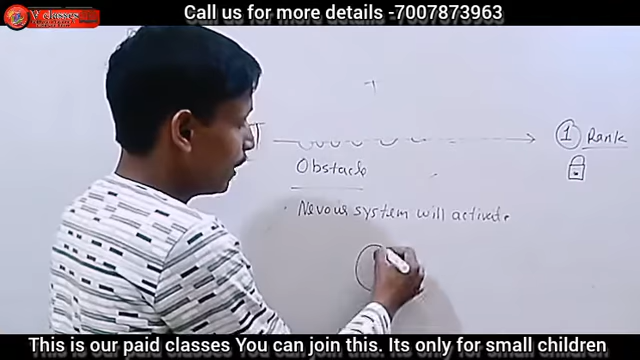 Call us for more details -7007873963
V classes
T
1 Rank
Obstacle
Nevous system will activate.
This is our paid classes You can join this. Its only for small children